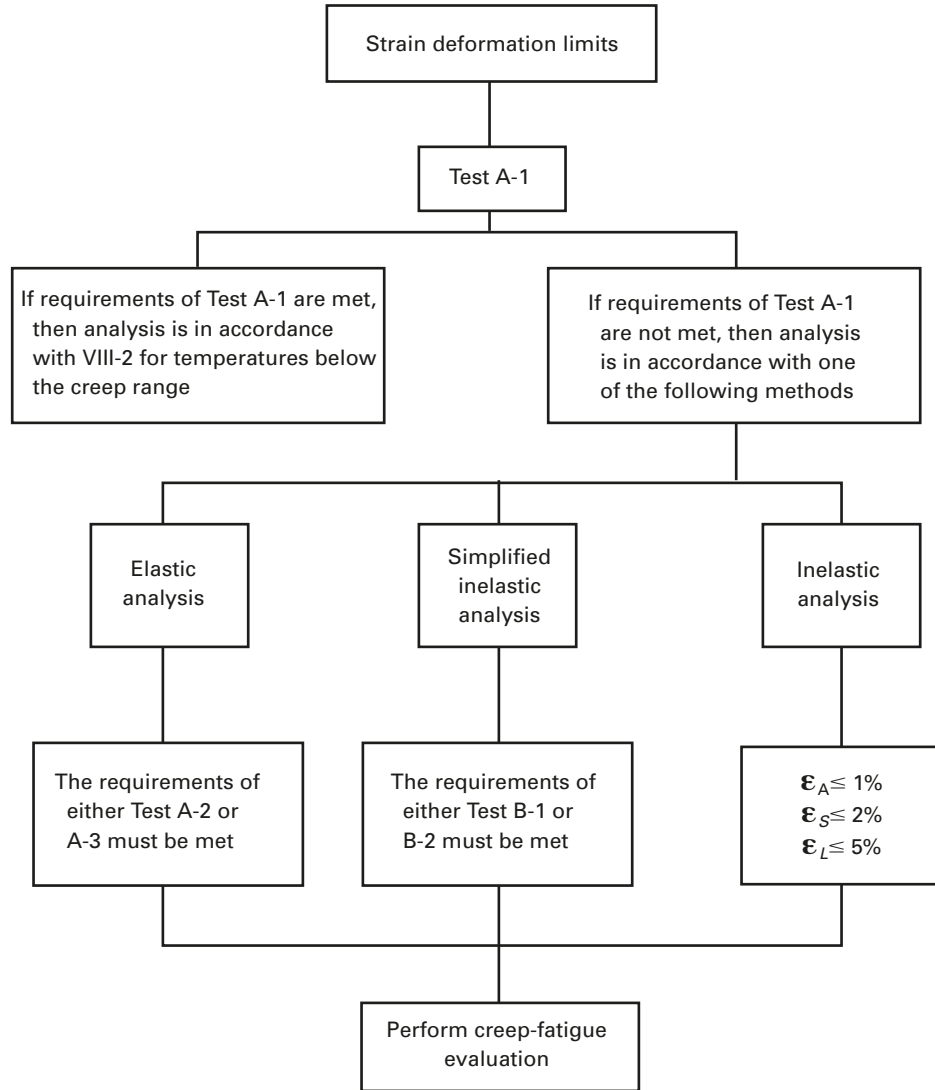 Strain deformation limits
Test A-1
If requirements of Test A-1 are met,
then analysis is in accordance
with VIII-2 for temperatures below
the creep range
If requirements of Test A-1
are not met, then analysis
is in accordance with one
of the following methods
Elastic
analysis
Simplified
inelastic
analysis
Inelastic
analysis
The requirements of
either Test A-2 or
A-3 must be met
The requirements of
either Test B-1 or
B-2 must be met
ε_A ≤ 1%
ε_S ≤ 2%
ε_L ≤ 5%
Perform creep-fatigue
evaluation